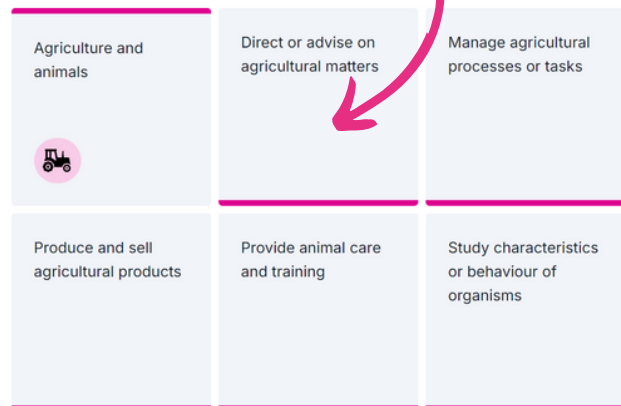 Agriculture and
animals
Direct or advise on
agricultural matters
Manage agricultural
processes or tasks
Produce and sell
agricultural products
Provide animal care
and training
Study characteristics
or behaviour of
organisms